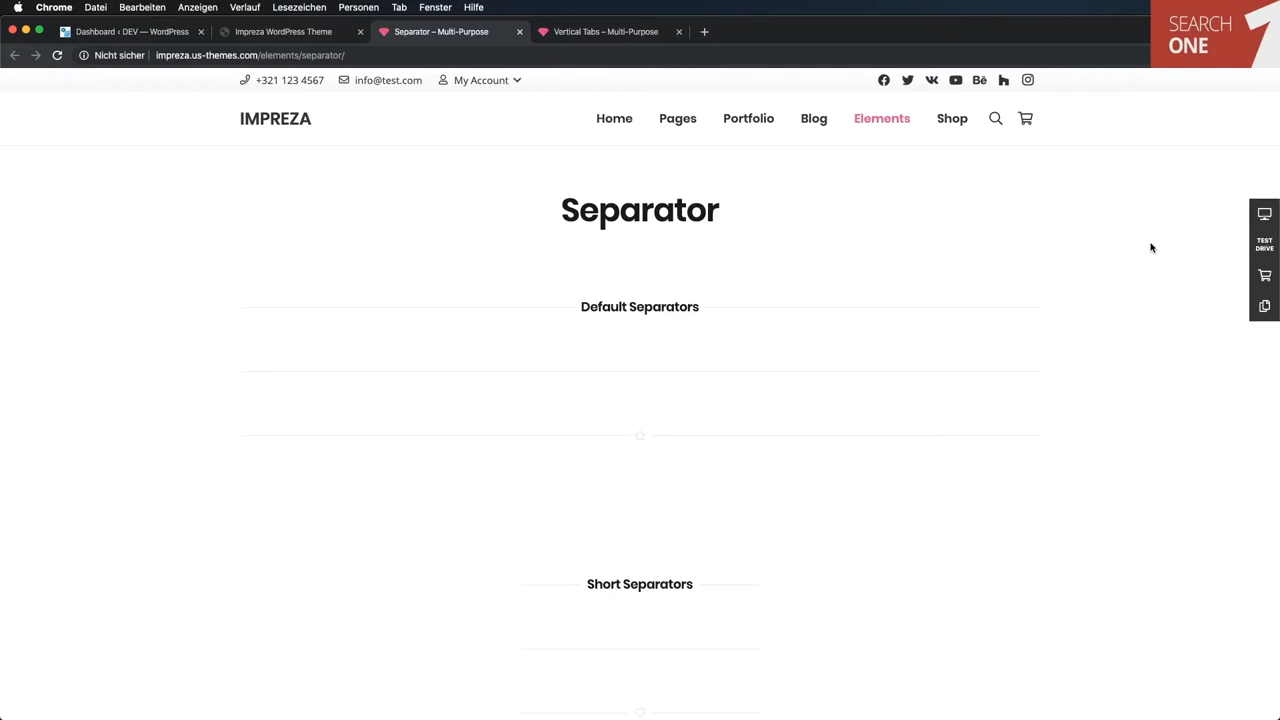 Chrome Datei Bearbeiten Anzeigen Verlauf Lesezeichen Personen Tab Fenster Hilfe
Dashboard ‹ DEV — WordPress
Impreza WordPress Theme
Separator – Multi-Purpose
Vertical Tabs – Multi-Purpose
Nicht sicher impreza.us-themes.com/elements/separator/
SEARCH
ONE
1
+321 123 4567 info@test.com My Account
IMPREZA
Home Pages Portfolio Blog Elements Shop
Separator
TEST
DRIVE
Default Separators
Short Separators